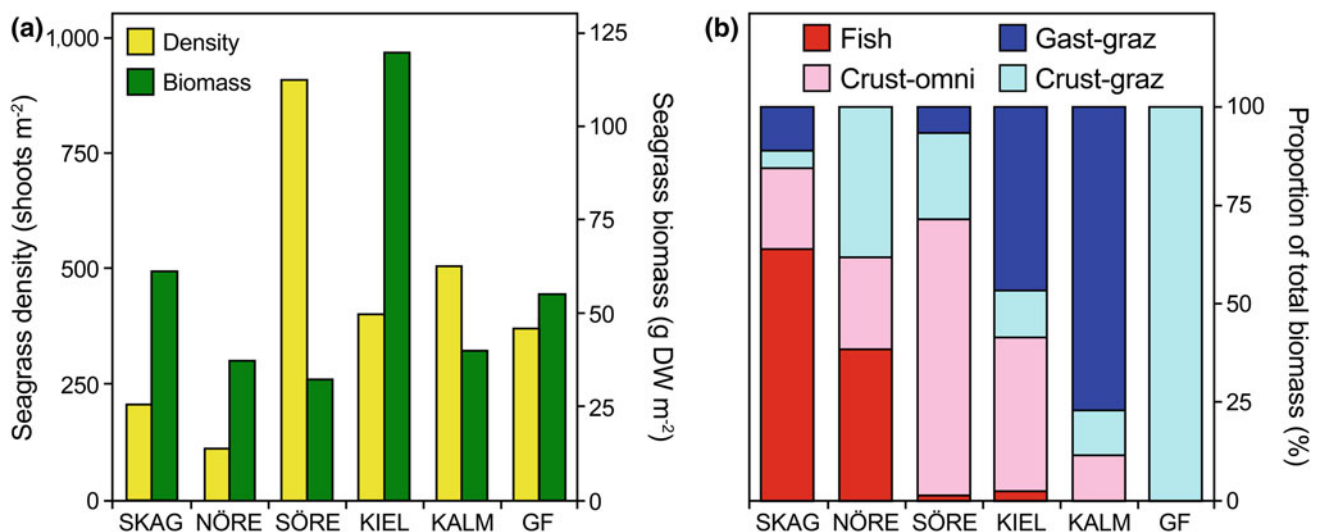 (a)
Density
Biomass
Seagrass density (shoots m-2)
1,000
750
500
250
0
Seagrass biomass (g DW m-2)
125
100
75
50
25
0
SKAG NÖRE SÖRE KIEL KALM GF
(b)
Fish Gast-graz
Crust-omni Crust-graz
Proportion of total biomass (%)
100
75
50
25
0
SKAG NÖRE SÖRE KIEL KALM GF